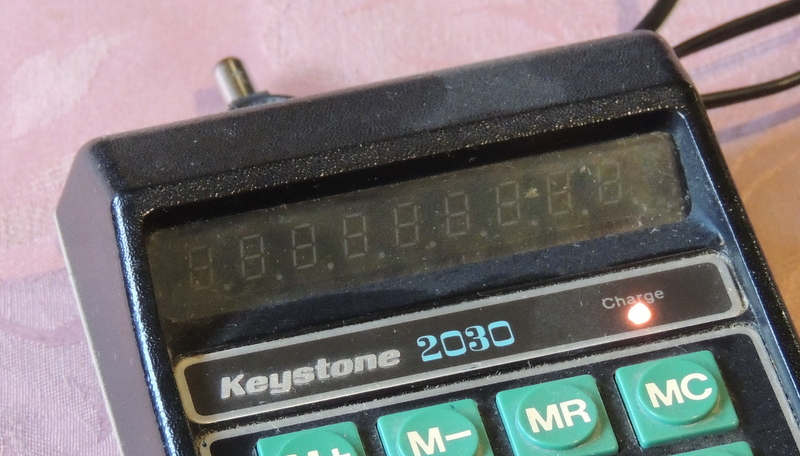 Charge
Keystone 2030
M+ M− MR MC